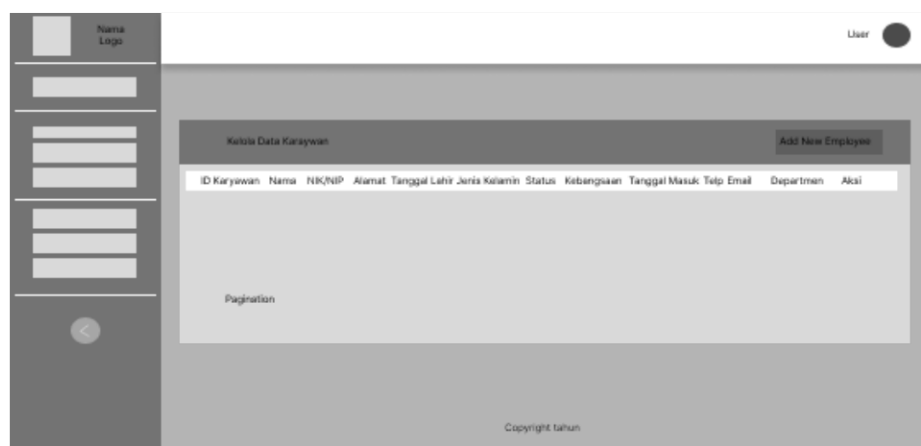 Nama
Logo
User
Kelola Data Karaywan
Add New Employee
ID Karyawan Nama NIK/NIP Alamat Tanggal Lahir Jenis Kelamin Status Kebangsaan Tanggal Masuk Telp Email Departmen Aksi
Pagination
Copyright tahun